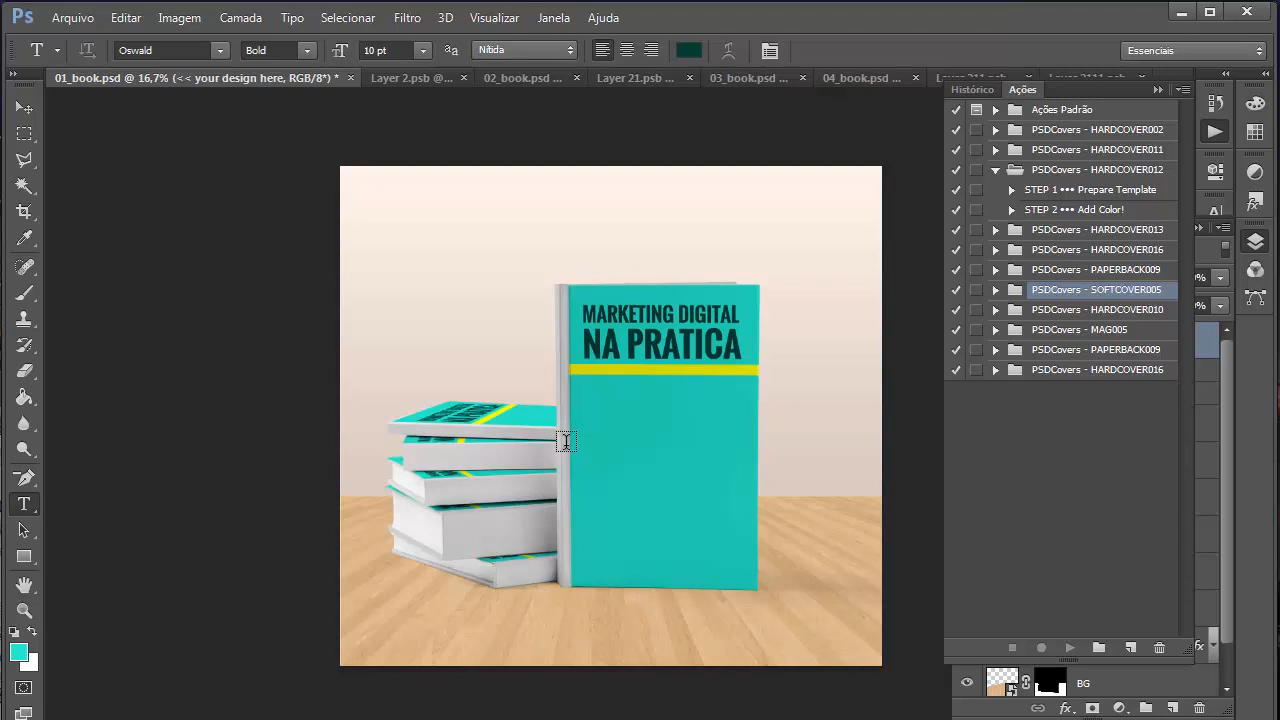 Ps Arquivo Editar Imagem Camada Tipo Selecionar Filtro 3D Visualizar Janela Ajuda
T T Oswald Bold T 10 pt aa Nítida Essenciais
01_book.psd @ 16,7% (<< your design here, RGB/8*) * × Layer 2.psb @... × 02_book.psd ... × Layer 21.psb ... × 03_book.psd ... × 04_book.psd ... ×
Histórico Ações
Ações Padrão
PSDCovers - HARDCOVER002
PSDCovers - HARDCOVER011
PSDCovers - HARDCOVER012
STEP 1 ••• Prepare Template
STEP 2 ••• Add Color!
PSDCovers - HARDCOVER013
PSDCovers - HARDCOVER016
PSDCovers - PAPERBACK009
PSDCovers - SOFTCOVER005
PSDCovers - HARDCOVER010
PSDCovers - MAG005
PSDCovers - PAPERBACK009
PSDCovers - HARDCOVER016
MARKETING DIGITAL
NA PRATICA
T
A
fx
BG
fx